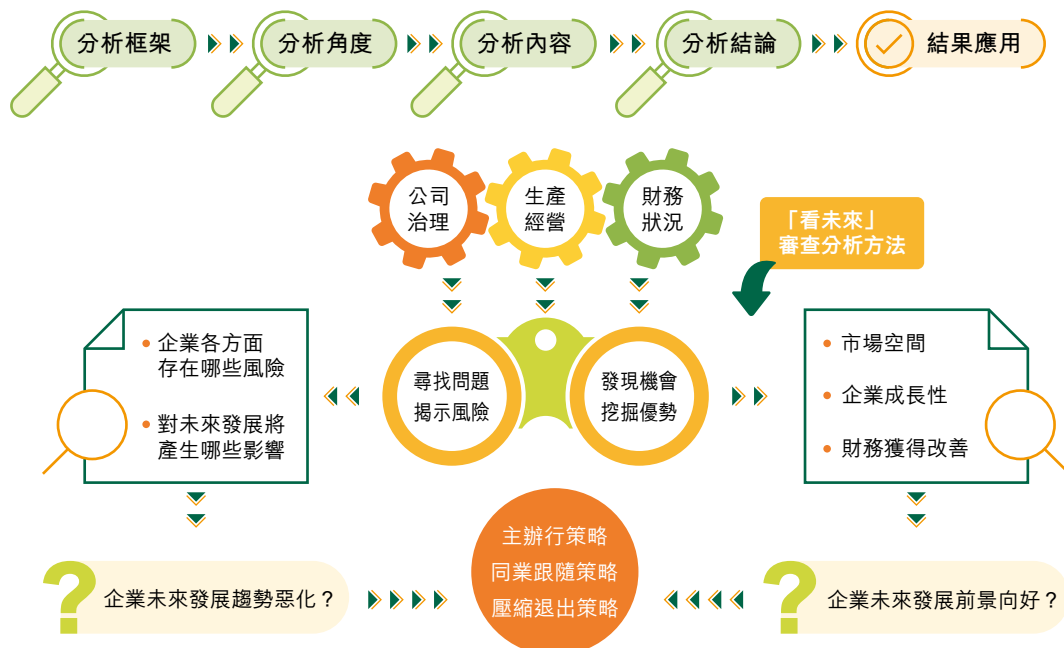 分析框架
分析角度
分析內容
分析結論
結果應用
公司
治理
生產
經營
財務
狀況
「看未來」
審查分析方法
• 企業各方面
存在哪些風險
• 對未來發展將
產生哪些影響
尋找問題
揭示風險
發現機會
挖掘優勢
• 市場空間
• 企業成長性
• 財務獲得改善
主辦行策略
同業跟隨策略
壓縮退出策略
? 企業未來發展趨勢惡化？
? 企業未來發展前景向好？